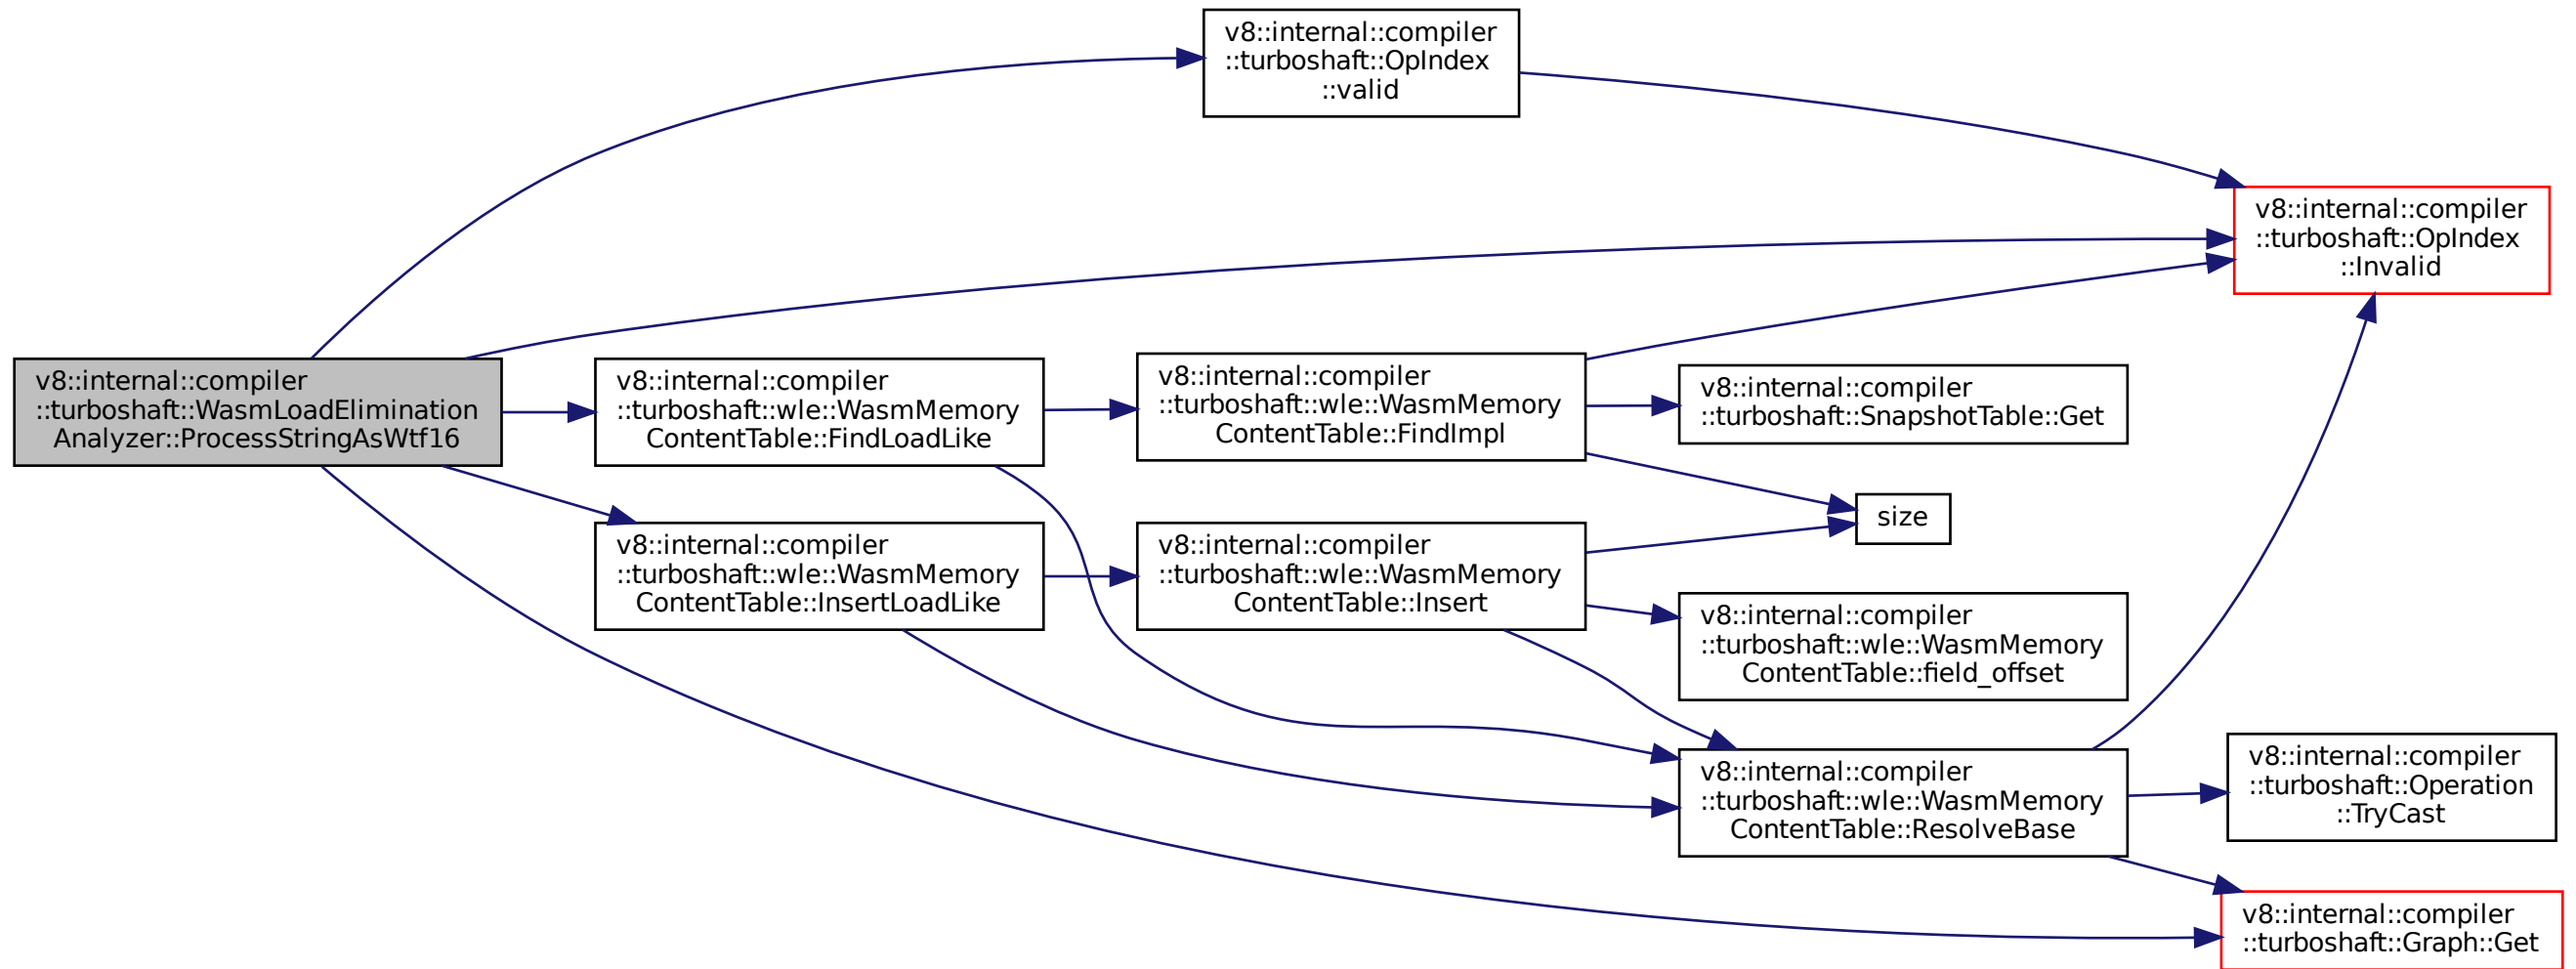 v8::internal::compiler
::turboshaft::OpIndex
::valid
v8::internal::compiler
::turboshaft::OpIndex
::Invalid
v8::internal::compiler
::turboshaft::WasmLoadElimination
Analyzer::ProcessStringAsWtf16
v8::internal::compiler
::turboshaft::wle::WasmMemory
ContentTable::FindLoadLike
v8::internal::compiler
::turboshaft::wle::WasmMemory
ContentTable::FindImpl
v8::internal::compiler
::turboshaft::SnapshotTable::Get
size
v8::internal::compiler
::turboshaft::wle::WasmMemory
ContentTable::InsertLoadLike
v8::internal::compiler
::turboshaft::wle::WasmMemory
ContentTable::Insert
v8::internal::compiler
::turboshaft::wle::WasmMemory
ContentTable::field_offset
v8::internal::compiler
::turboshaft::wle::WasmMemory
ContentTable::ResolveBase
v8::internal::compiler
::turboshaft::Operation
::TryCast
v8::internal::compiler
::turboshaft::Graph::Get